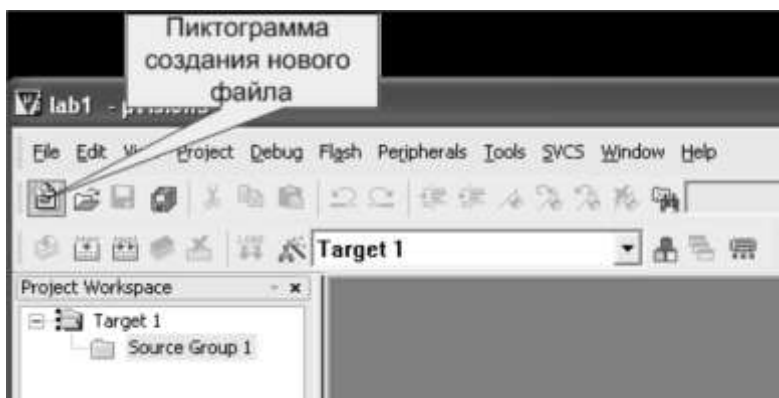 Пиктограмма
создания нового
файла
lab1 -
File Edit Project Debug Flash Peripherals Tools SVCS Window Help
Target 1
Project Workspace
Target 1
Source Group 1